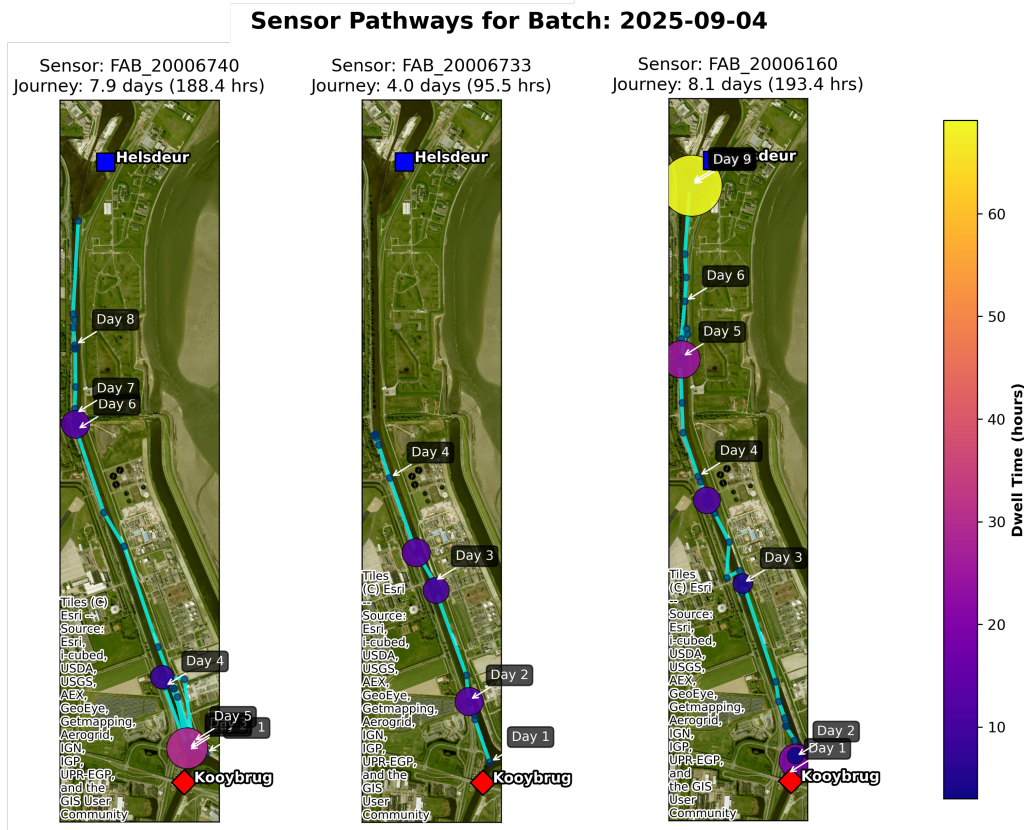 Sensor Pathways for Batch: 2025-09-04
Sensor: FAB_20006740
Journey: 7.9 days (188.4 hrs)
Helsdeur
Day 8
Day 7
Day 6
Day 4
Day 5
1
Kooybrug
Tiles (C)
Esri --
Source:
Esri,
i-cubed,
USDA,
USGS,
AEX,
GeoEye,
Getmapping,
Aerogrid,
IGN,
IGP,
UPR-EGP,
and the
GIS User
Community
Sensor: FAB_20006733
Journey: 4.0 days (95.5 hrs)
Helsdeur
Day 4
Day 3
Day 2
Day 1
Kooybrug
Tiles
(C) Esri
--
Source:
Esri,
i-cubed,
USDA,
USGS,
AEX,
GeoEye,
Getmapping,
Aerogrid,
IGN,
IGP,
UPR-EGP,
and the
GIS User
Community
Sensor: FAB_20006160
Journey: 8.1 days (193.4 hrs)
Day 9
sdeur
Day 6
Day 5
Day 4
Day 3
Day 2
Day 1
Kooybrug
Tiles
(C) Esri
--
Source:
Esri,
i-cubed,
USDA,
USGS,
AEX,
GeoEye,
Getmapping,
Aerogrid,
IGN,
IGP,
UPR-EGP,
and
the GIS
User
Community
60
50
40
30
20
10
Dwell Time (hours)